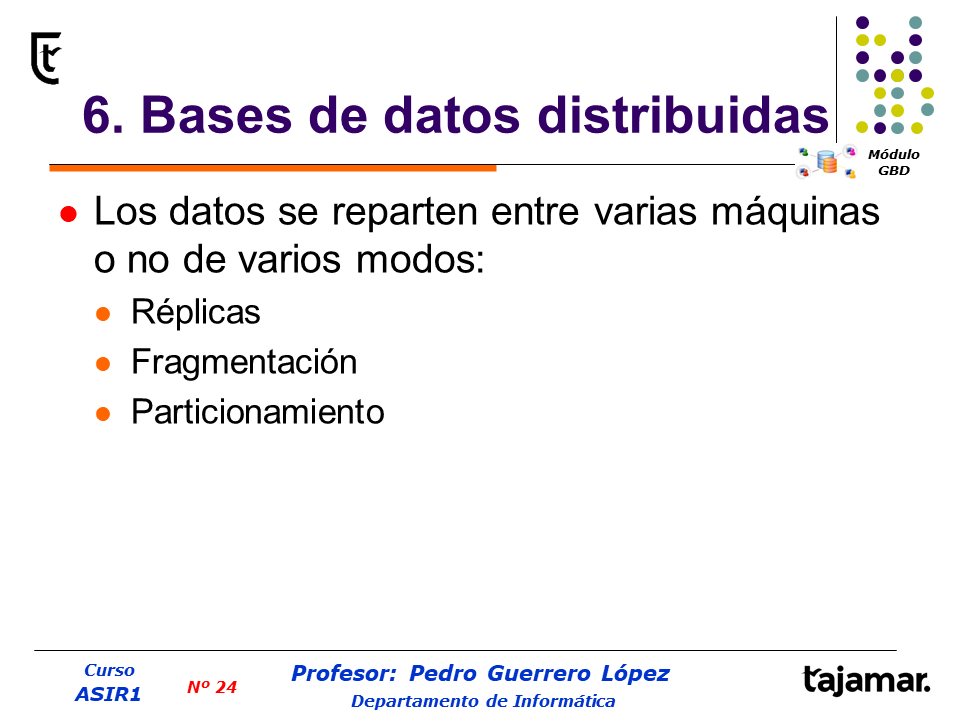 6. Bases de datos distribuidas
Módulo
GBD
Los datos se reparten entre varias máquinas
o no de varios modos:
Réplicas
Fragmentación
Particionamiento
Curso
ASIR1
Nº 24
Profesor: Pedro Guerrero López
Departamento de Informática
tajamar.